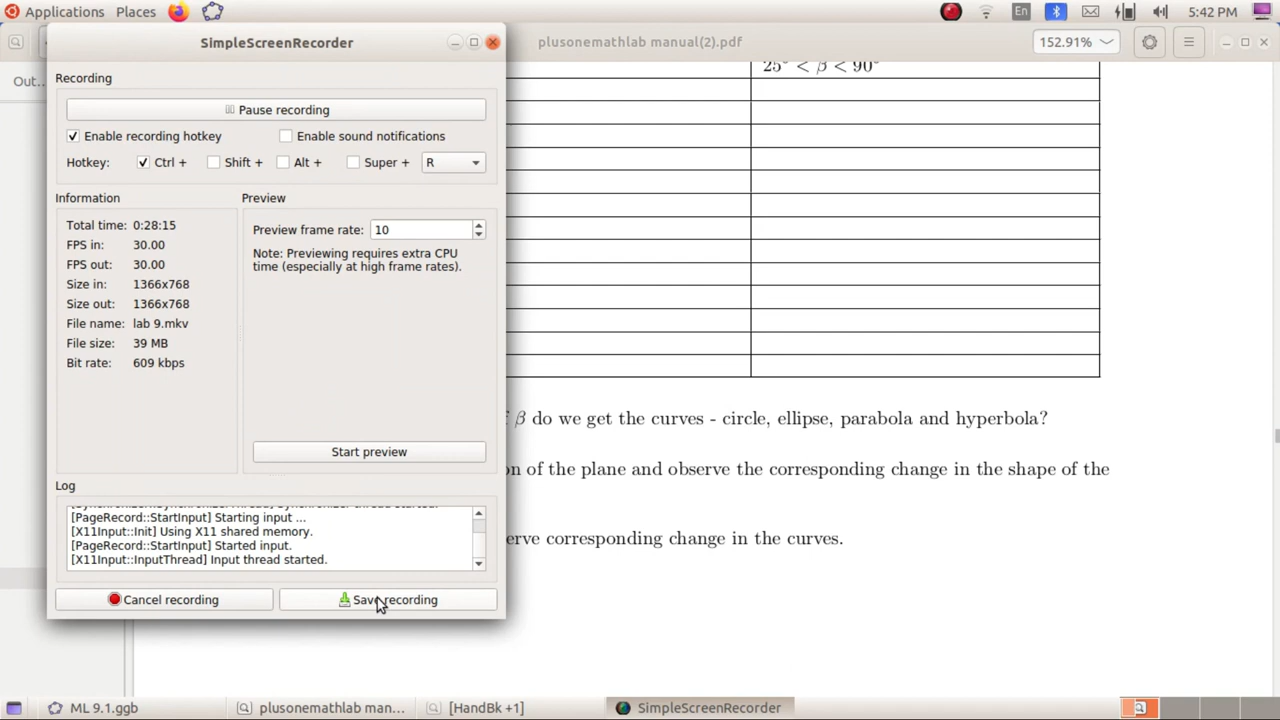 Applications Places En 5:42 PM
SimpleScreenRecorder
plusonemathlab manual(2).pdf
152.91%
Out...
Recording
Pause recording
Enable recording hotkey Enable sound notifications
Hotkey: Ctrl + Shift + Alt + Super + R
Information
Total time: 0:28:15
FPS in: 30.00
FPS out: 30.00
Size in: 1366x768
Size out: 1366x768
File name: lab 9.mkv
File size: 39 MB
Bit rate: 609 kbps
Preview
Preview frame rate: 10
Note: Previewing requires extra CPU
time (especially at high frame rates).
Start preview
Log
[PageRecord::StartInput] Starting input ...
[X11Input::Init] Using X11 shared memory.
[PageRecord::StartInput] Started input.
[X11Input::InputThread] Input thread started.
Cancel recording Save recording
25° < β < 90°
β do we get the curves - circle, ellipse, parabola and hyperbola?
of the plane and observe the corresponding change in the shape of the
corresponding change in the curves.
ML 9.1.ggb plusonemathlab man... [HandBk +1] SimpleScreenRecorder